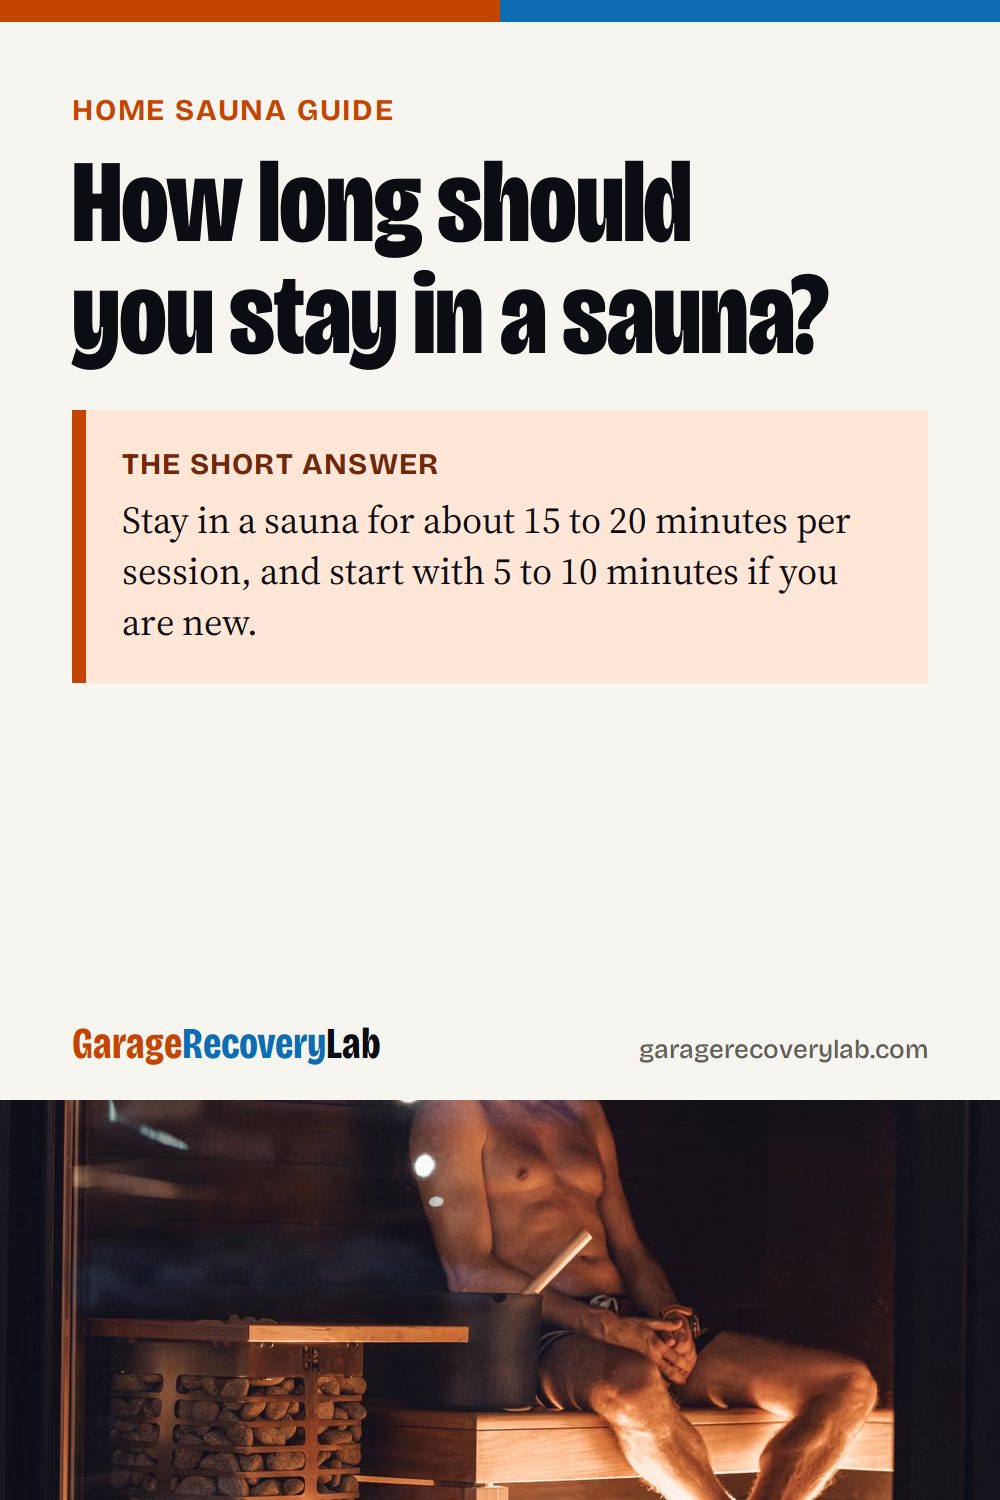 HOME SAUNA GUIDE
How long should
you stay in a sauna?
THE SHORT ANSWER
Stay in a sauna for about 15 to 20 minutes per
session, and start with 5 to 10 minutes if you
are new.
GarageRecoveryLab
garagerecoverylab.com
HUUM